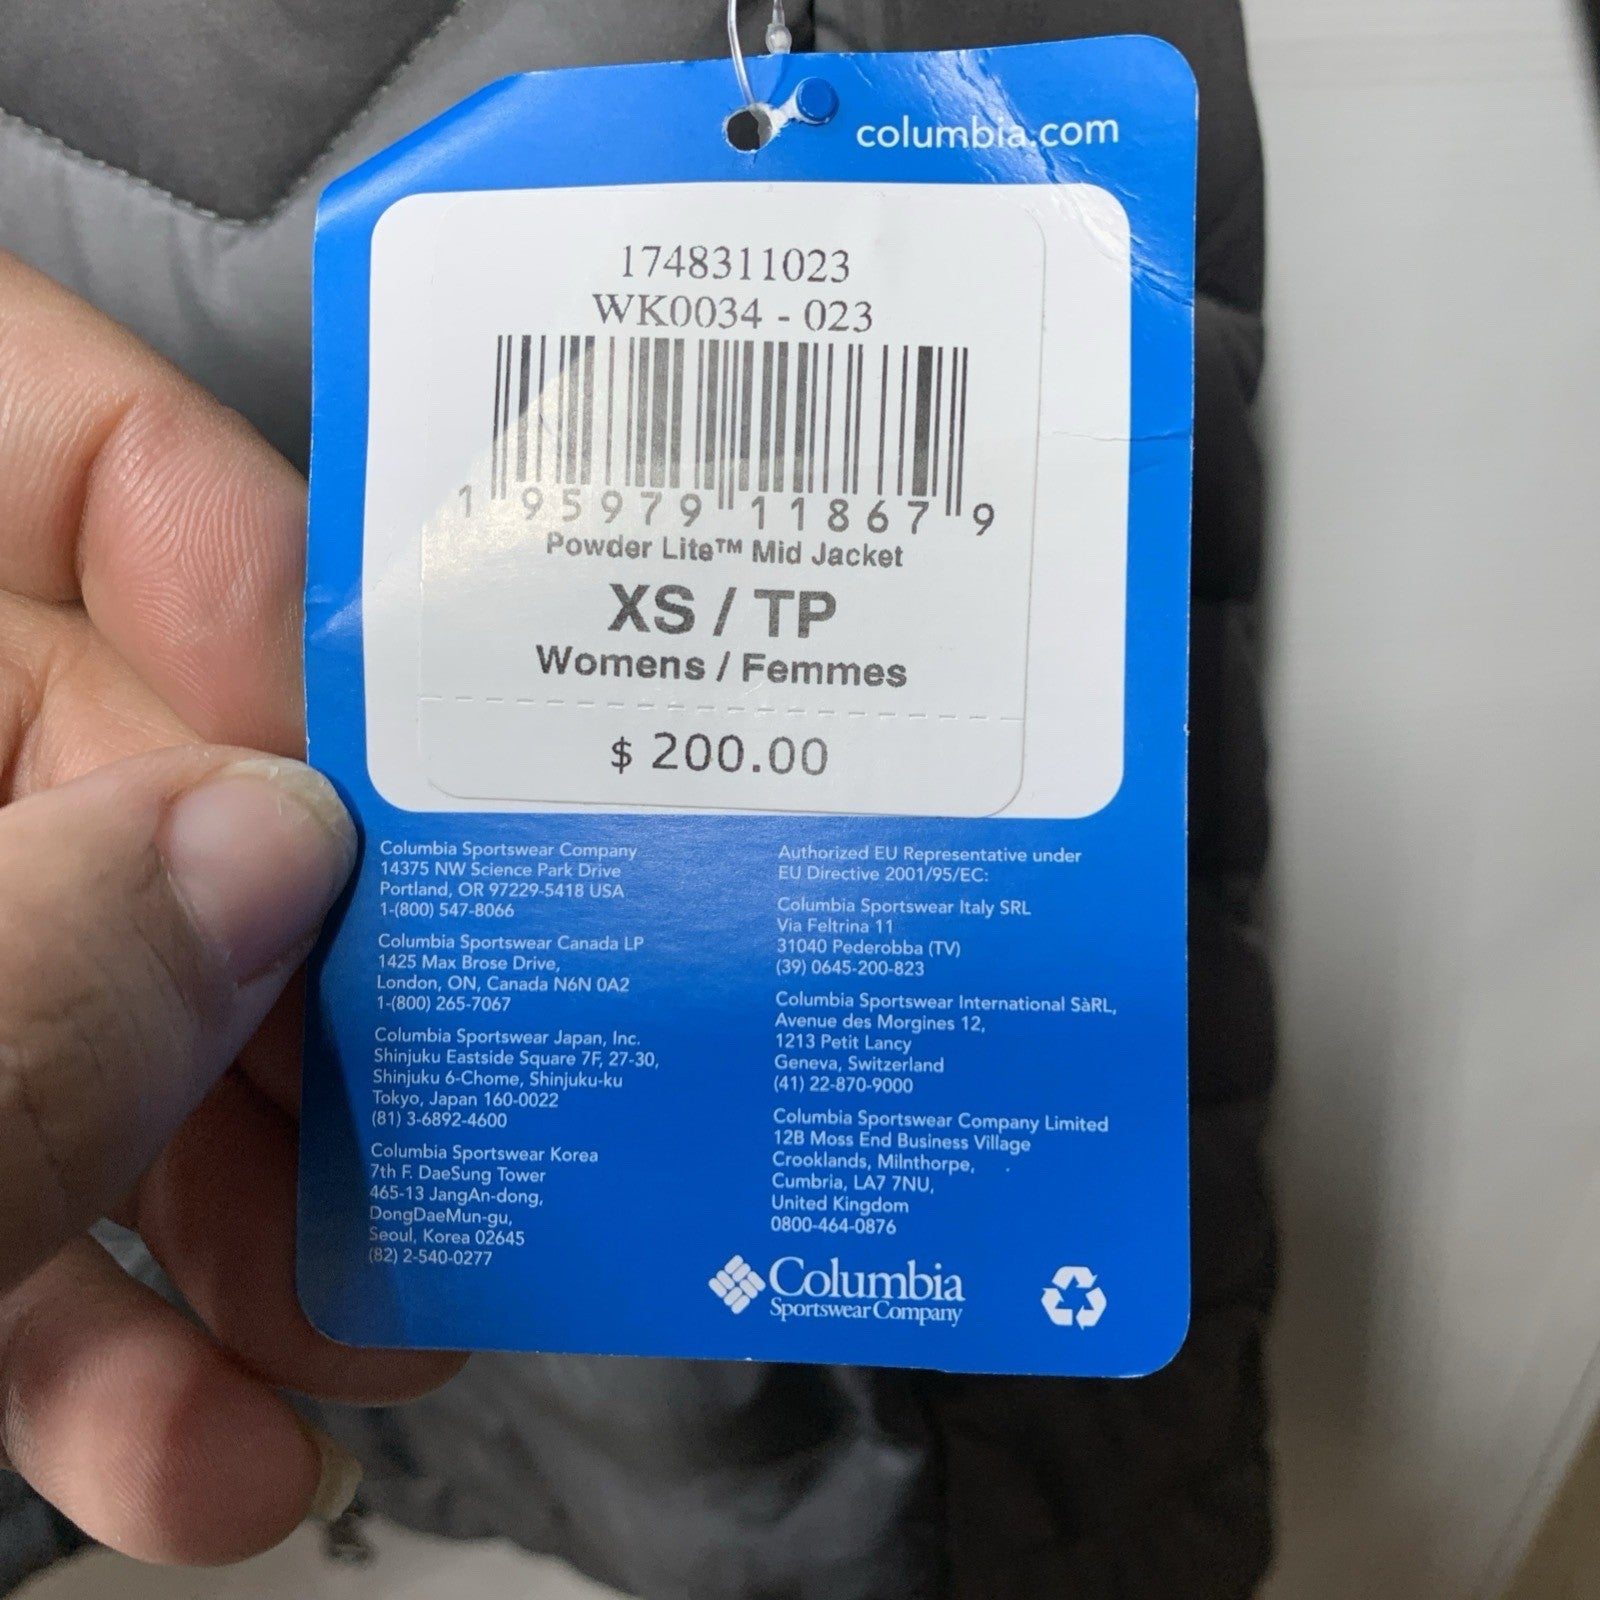 columbia.com
1748311023
WK0034 - 023
1 95979 11867 9
Powder Lite™ Mid Jacket
XS / TP
Womens / Femmes
$ 200.00
Columbia Sportswear Company
14375 NW Science Park Drive
Portland, OR 97229-5418 USA
1-(800) 547-8066
Columbia Sportswear Canada LP
1425 Max Brose Drive,
London, ON, Canada N6N 0A2
1-(800) 265-7067
Columbia Sportswear Japan, Inc.
Shinjuku Eastside Square 7F, 27-30,
Shinjuku 6-Chome, Shinjuku-ku
Tokyo, Japan 160-0022
(81) 3-6892-4600
Columbia Sportswear Korea
7th F. DaeSung Tower
465-13 JangAn-dong,
DongDaeMun-gu,
Seoul, Korea 02645
(82) 2-540-0277
Authorized EU Representative under
EU Directive 2001/95/EC:
Columbia Sportswear Italy SRL
Via Feltrina 11
31040 Pederobba (TV)
(39) 0645-200-823
Columbia Sportswear International SàRL,
Avenue des Morgines 12,
1213 Petit Lancy
Geneva, Switzerland
(41) 22-870-9000
Columbia Sportswear Company Limited
12B Moss End Business Village
Crooklands, Milnthorpe,
Cumbria, LA7 7NU,
United Kingdom
0800-464-0876
Columbia
Sportswear Company